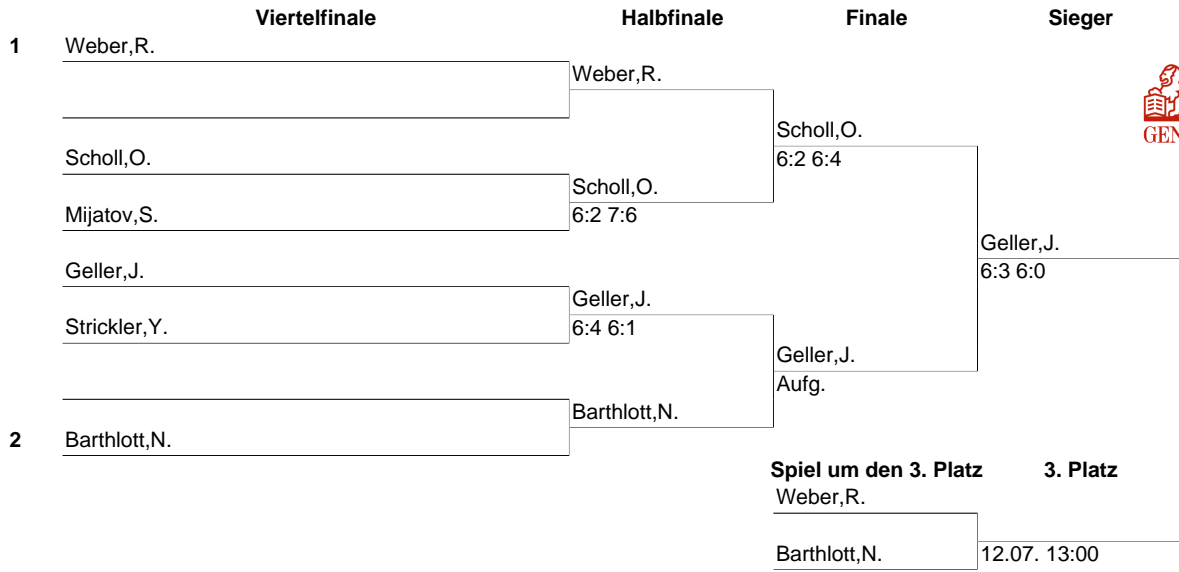 Viertelfinale Halbfinale Finale Sieger
1 Weber,R.
Weber,R.
Scholl,O.
Scholl,O. 6:2 6:4
Scholl,O.
Mijatov,S. 6:2 7:6
Geller,J.
Geller,J. 6:3 6:0
Geller,J.
Strickler,Y. 6:4 6:1
Geller,J.
Aufg.
Barthlott,N.
2 Barthlott,N.
Spiel um den 3. Platz 3. Platz
Weber,R.
Barthlott,N. 12.07. 13:00